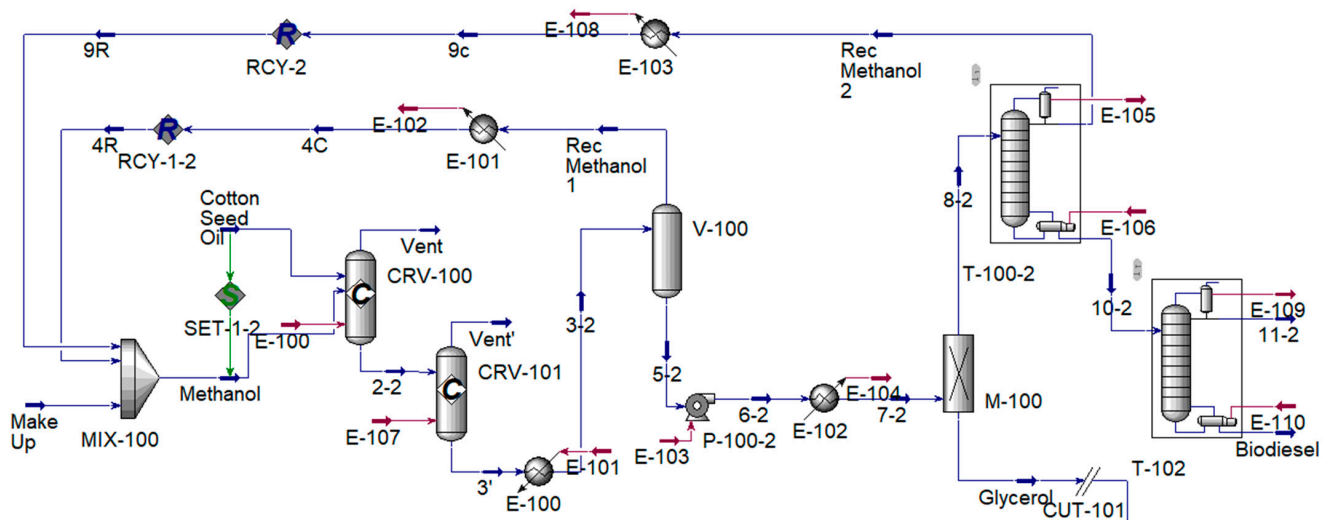 E-108
9R
RCY-2
9c
E-103
Rec
Methanol
2
E-102
4R
RCY-1-2
4C
E-101
Rec
Methanol
1
E-105
E-106
8-2
T-100-2
V-100
Cotton
Seed
Oil
Vent
CRV-100
SET-1-2
E-100
C
S
R
R
3-2
Vent'
CRV-101
C
10-2
E-109
11-2
Methanol
2-2
5-2
E-104
M-100
Make
Up
MIX-100
E-107
6-2
E-102
7-2
E-110
Biodiesel
E-103
P-100-2
T-102
3'
E-101
E-100
Glycerol
CUT-101